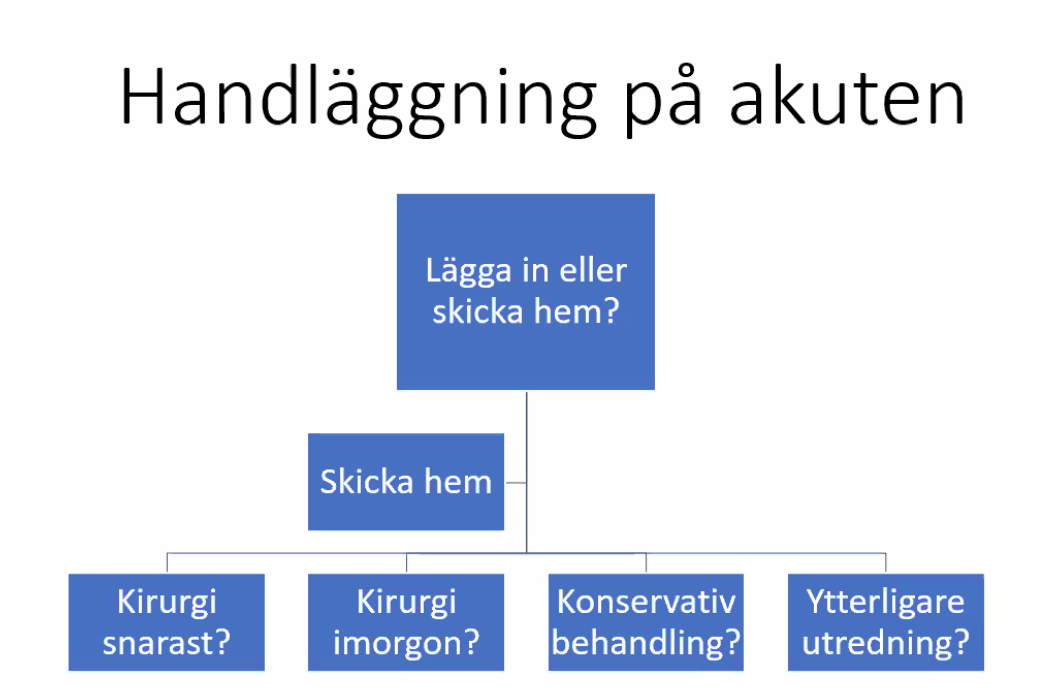 Handläggning på akuten
Lägga in eller
skicka hem?
Skicka hem
Kirurgi
snarast?
Kirurgi
imorgon?
Konservativ
behandling?
Ytterligare
utredning?